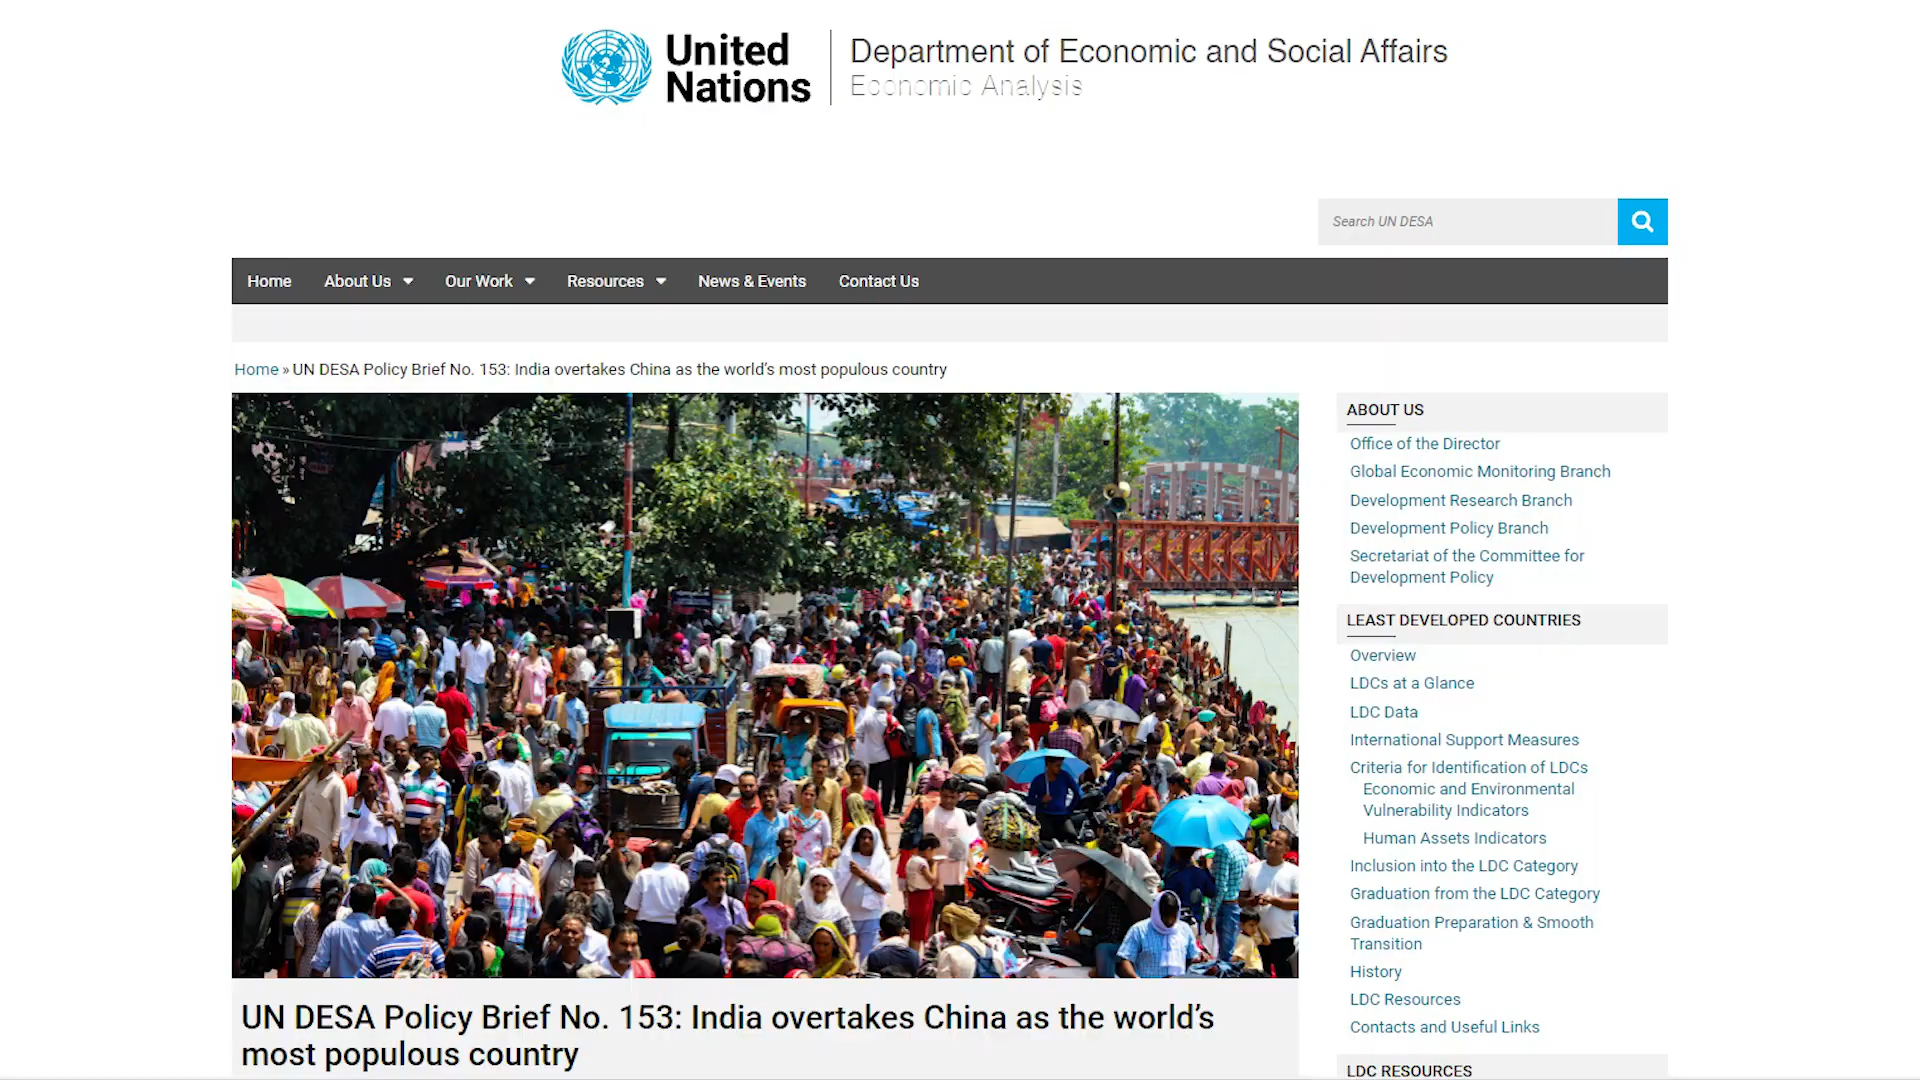 United
Nations
Department of Economic and Social Affairs
Economic Analysis
Search UN DESA
Home About Us Our Work Resources News & Events Contact Us
Home » UN DESA Policy Brief No. 153: India overtakes China as the world’s most populous country
UN DESA Policy Brief No. 153: India overtakes China as the world’s
most populous country
ABOUT US
Office of the Director
Global Economic Monitoring Branch
Development Research Branch
Development Policy Branch
Secretariat of the Committee for
Development Policy
LEAST DEVELOPED COUNTRIES
Overview
LDCs at a Glance
LDC Data
International Support Measures
Criteria for Identification of LDCs
Economic and Environmental
Vulnerability Indicators
Human Assets Indicators
Inclusion into the LDC Category
Graduation from the LDC Category
Graduation Preparation & Smooth
Transition
History
LDC Resources
Contacts and Useful Links
LDC RESOURCES